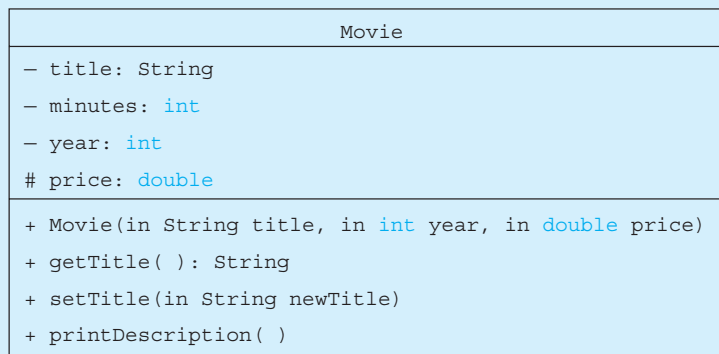 Movie
– title: String
– minutes: int
– year: int
# price: double
+ Movie(in String title, in int year, in double price)
+ getTitle( ): String
+ setTitle(in String newTitle)
+ printDescription( )